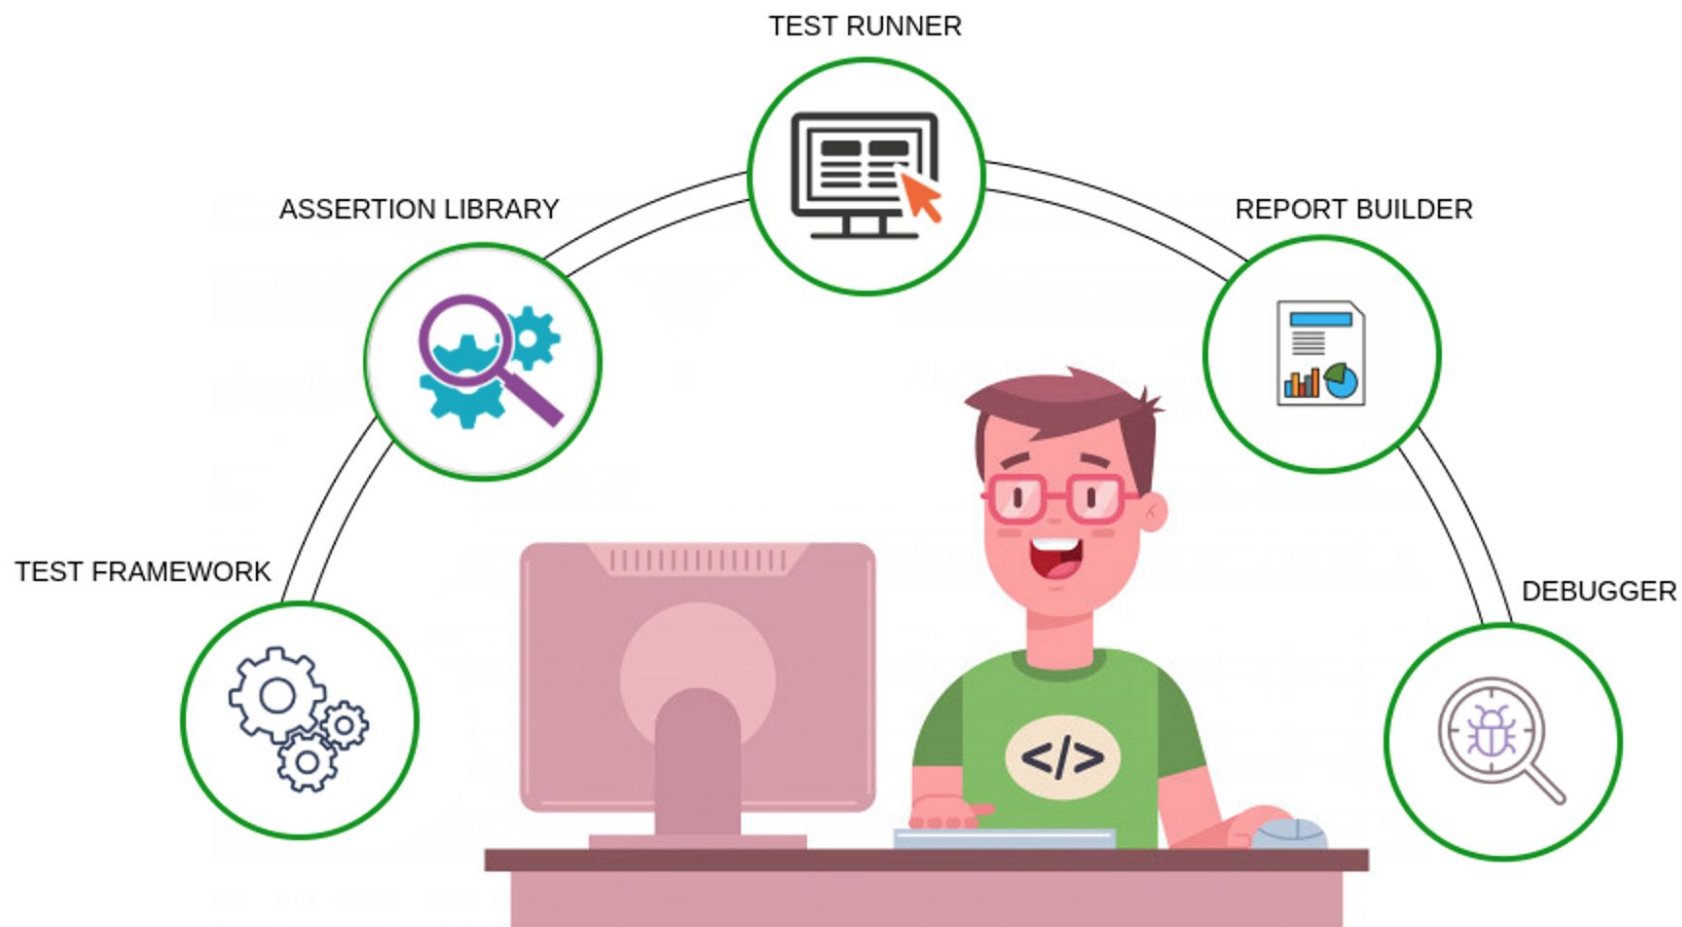 TEST RUNNER
ASSERTION LIBRARY
REPORT BUILDER
TEST FRAMEWORK
DEBUGGER
</>